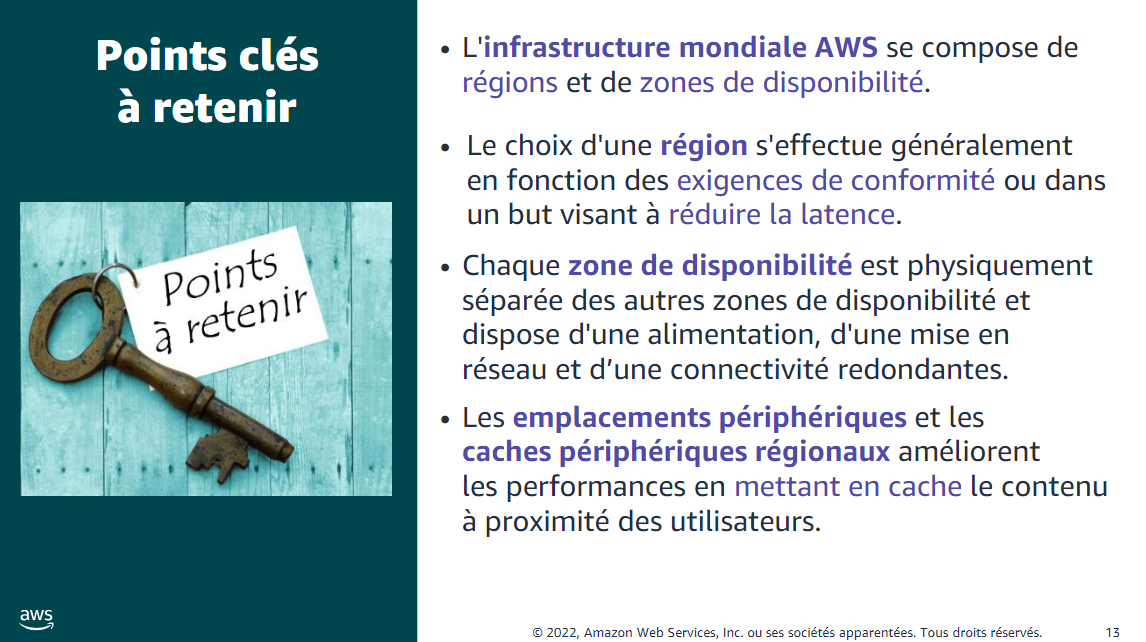 Points clés
à retenir
Points
à retenir
aws
• L'infrastructure mondiale AWS se compose de
régions et de zones de disponibilité.
• Le choix d'une région s'effectue généralement
en fonction des exigences de conformité ou dans
un but visant à réduire la latence.
• Chaque zone de disponibilité est physiquement
séparée des autres zones de disponibilité et
dispose d'une alimentation, d'une mise en
réseau et d’une connectivité redondantes.
• Les emplacements périphériques et les
caches périphériques régionaux améliorent
les performances en mettant en cache le contenu
à proximité des utilisateurs.
© 2022, Amazon Web Services, Inc. ou ses sociétés apparentées. Tous droits réservés.
13